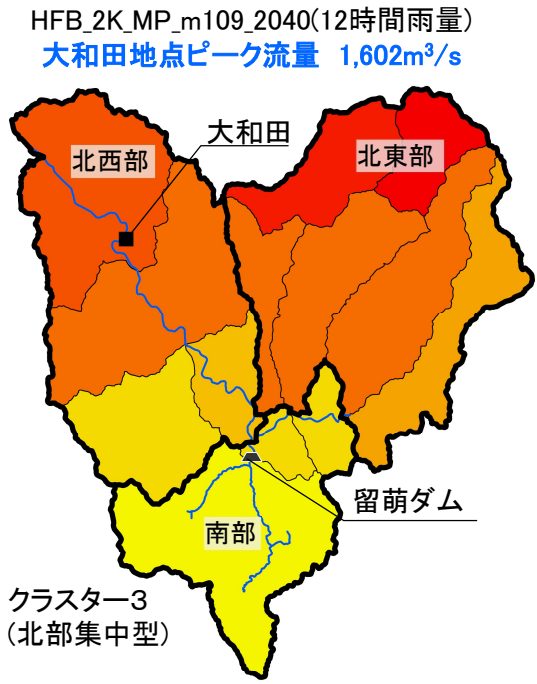 HFB_2K_MP_m109_2040(12時間雨量)
大和田地点ピーク流量 1,602m³/s
大和田
北西部
北東部
留萌ダム
南部
クラスター3
(北部集中型)